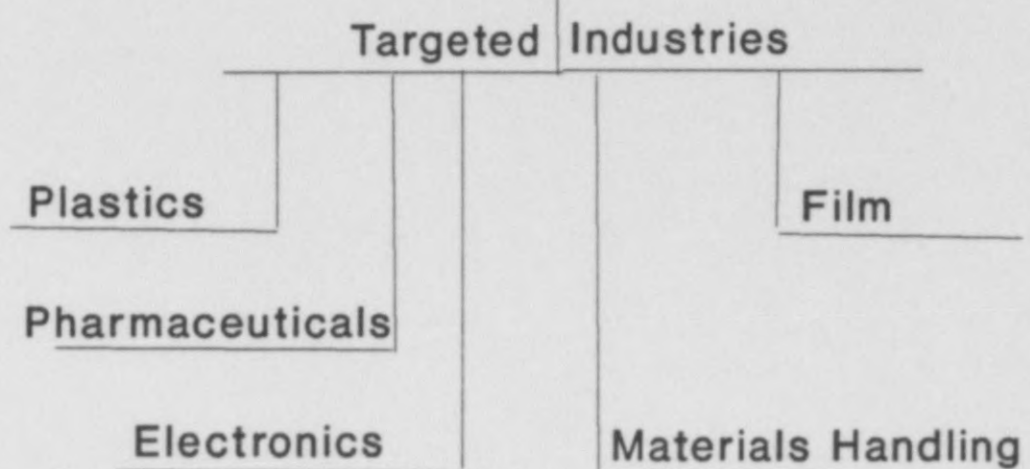 Targeted Industries
Plastics
Film
Pharmaceuticals
Electronics
Materials Handling